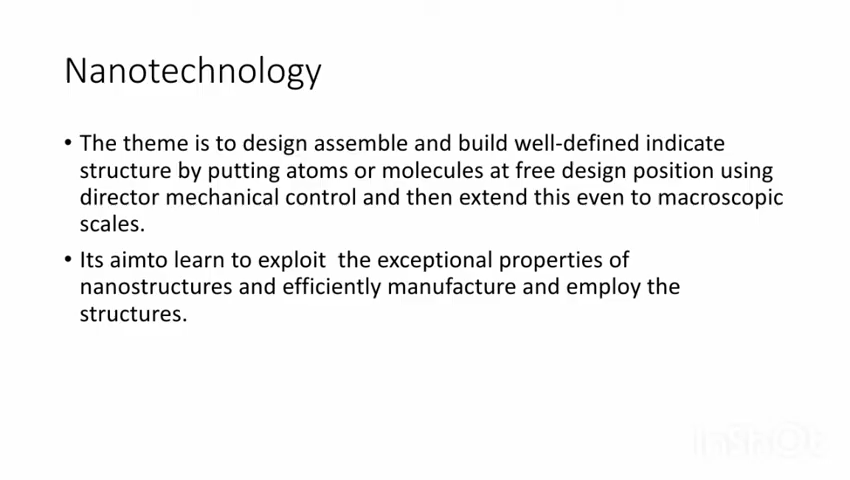 Nanotechnology
• The theme is to design assemble and build well-defined indicate
structure by putting atoms or molecules at free design position using
director mechanical control and then extend this even to macroscopic
scales.
• Its aimto learn to exploit the exceptional properties of
nanostructures and efficiently manufacture and employ the
structures.
InShOt